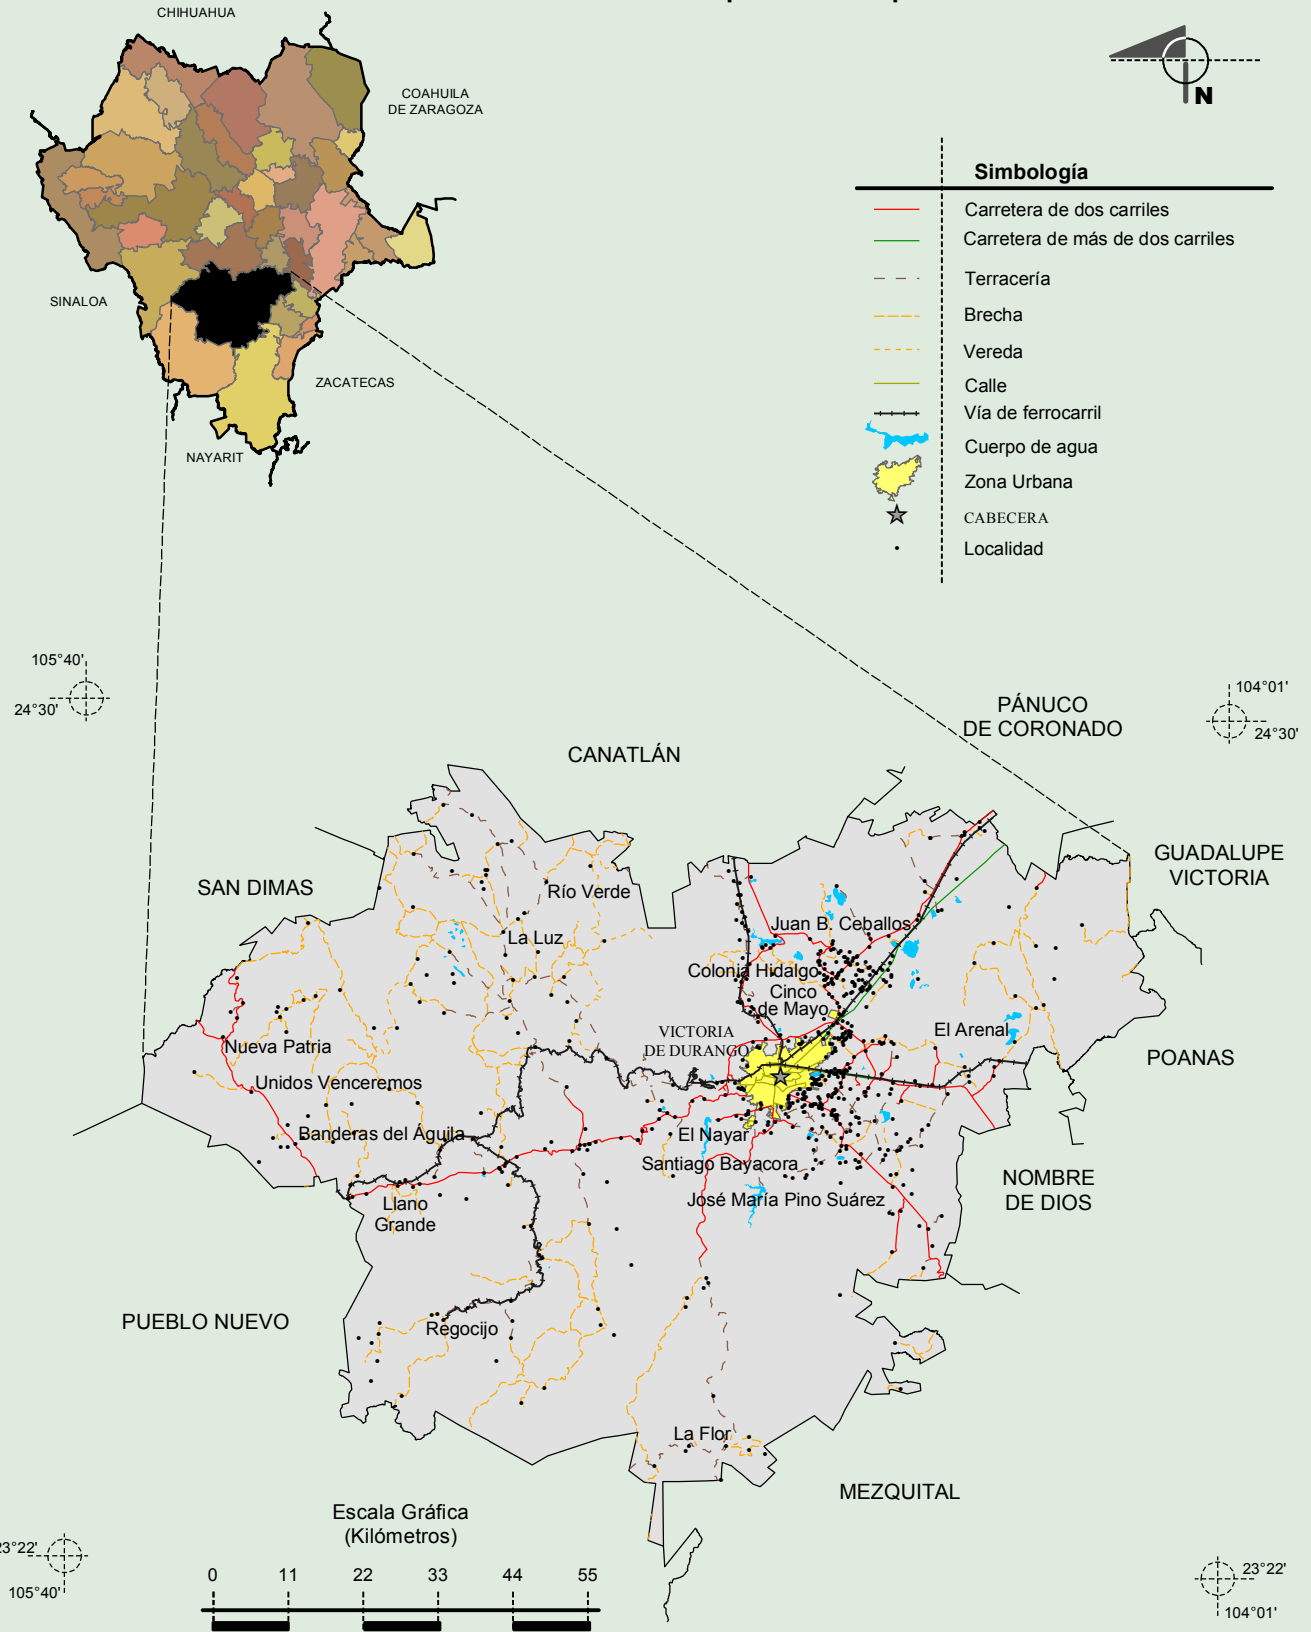 CHIHUAHUA
COAHUILA
DE ZARAGOZA
SINALOA
ZACATECAS
NAYARIT
N
Simbología
Carretera de dos carriles
Carretera de más de dos carriles
Terracería
Brecha
Vereda
Calle
Vía de ferrocarril
Cuerpo de agua
Zona Urbana
CABECERA
Localidad
105°40'
24°30'
104°01'
24°30'
PÁNUCO
DE CORONADO
CANATLÁN
GUADALUPE
VICTORIA
SAN DIMAS
Río Verde
La Luz
Juan B. Ceballos
Colonia Hidalgo
Cinco
de Mayo
VICTORIA
DE DURANGO
El Arenal
POANAS
Nueva Patria
Unidos Venceremos
Banderas del Águila
El Nayar
Santiago Bayacora
José María Pino Suárez
NOMBRE
DE DIOS
Llano
Grande
PUEBLO NUEVO
Regocijo
La Flor
MEZQUITAL
Escala Gráfica
(Kilómetros)
0 11 22 33 44 55
23°22'
105°40'
23°22'
104°01'